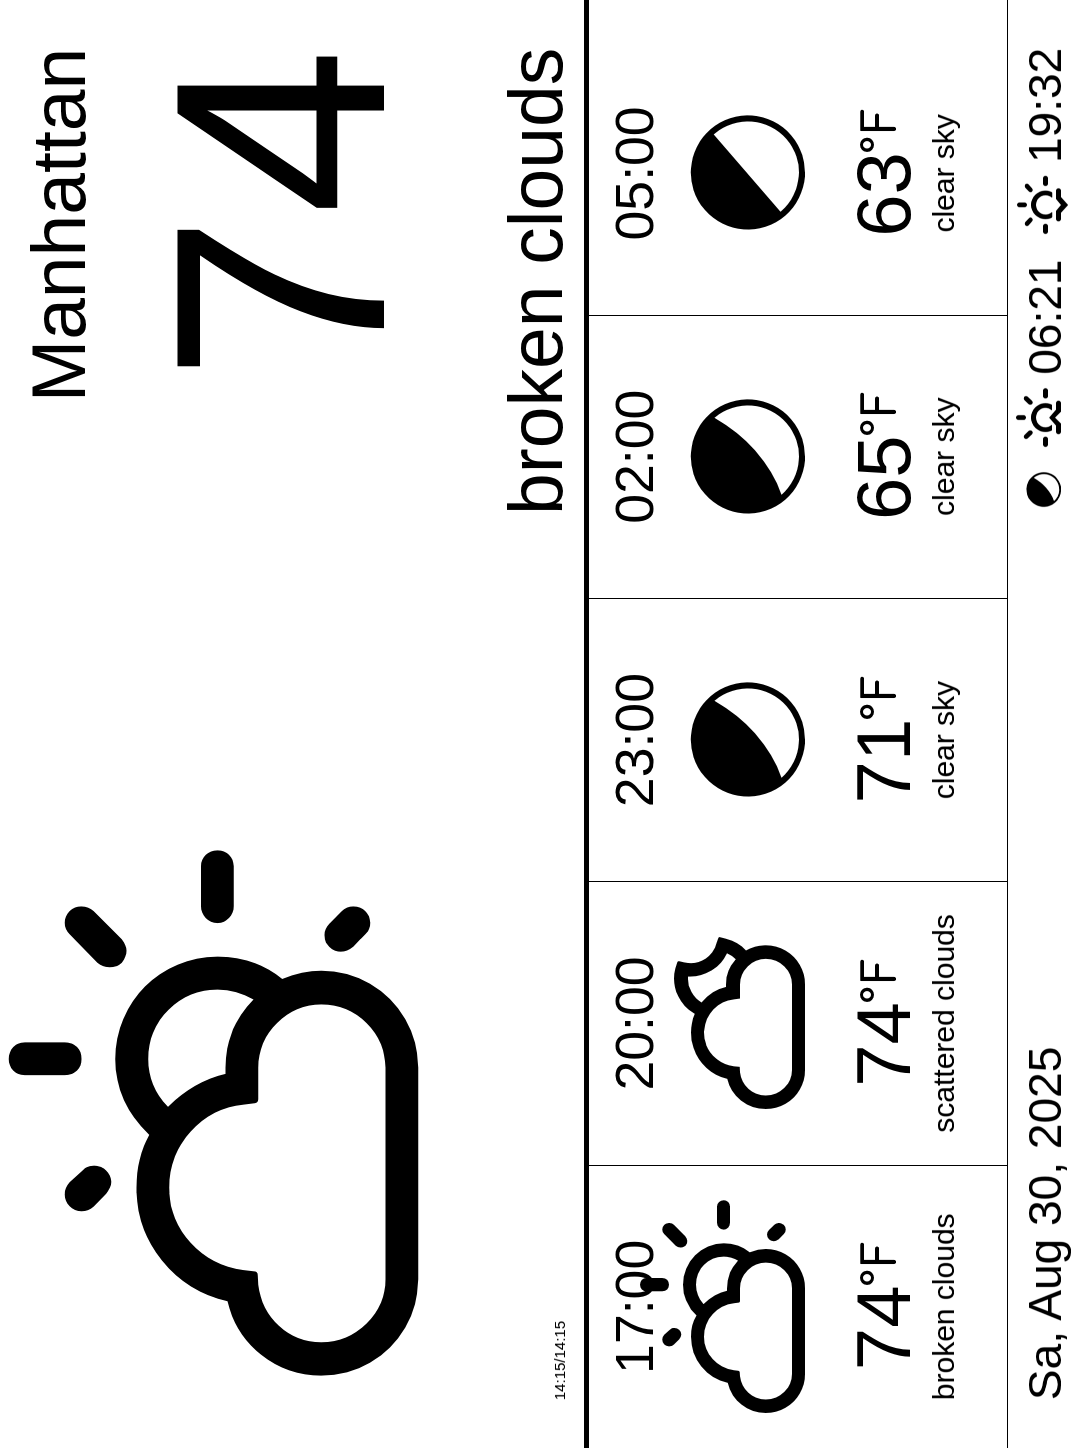 Manhattan
74
broken clouds
14:15/14:15
17:00
74°F
broken clouds
20:00
74°F
scattered clouds
23:00
71°F
clear sky
02:00
65°F
clear sky
05:00
63°F
clear sky
Sa, Aug 30, 2025
06:21 19:32